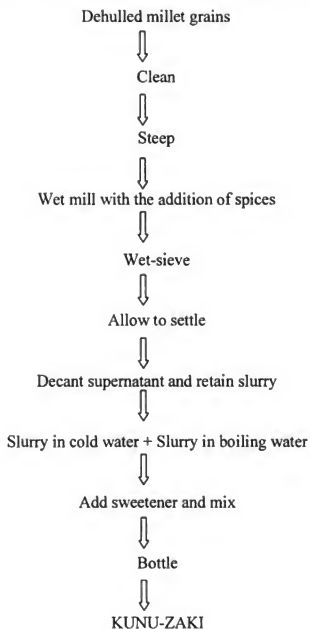 Dehulled millet grains
Clean
Steep
Wet mill with the addition of spices
Wet-sieve
Allow to settle
Decant supernatant and retain slurry
Slurry in cold water + Slurry in boiling water
Add sweetener and mix
Bottle
KUNU-ZAKI